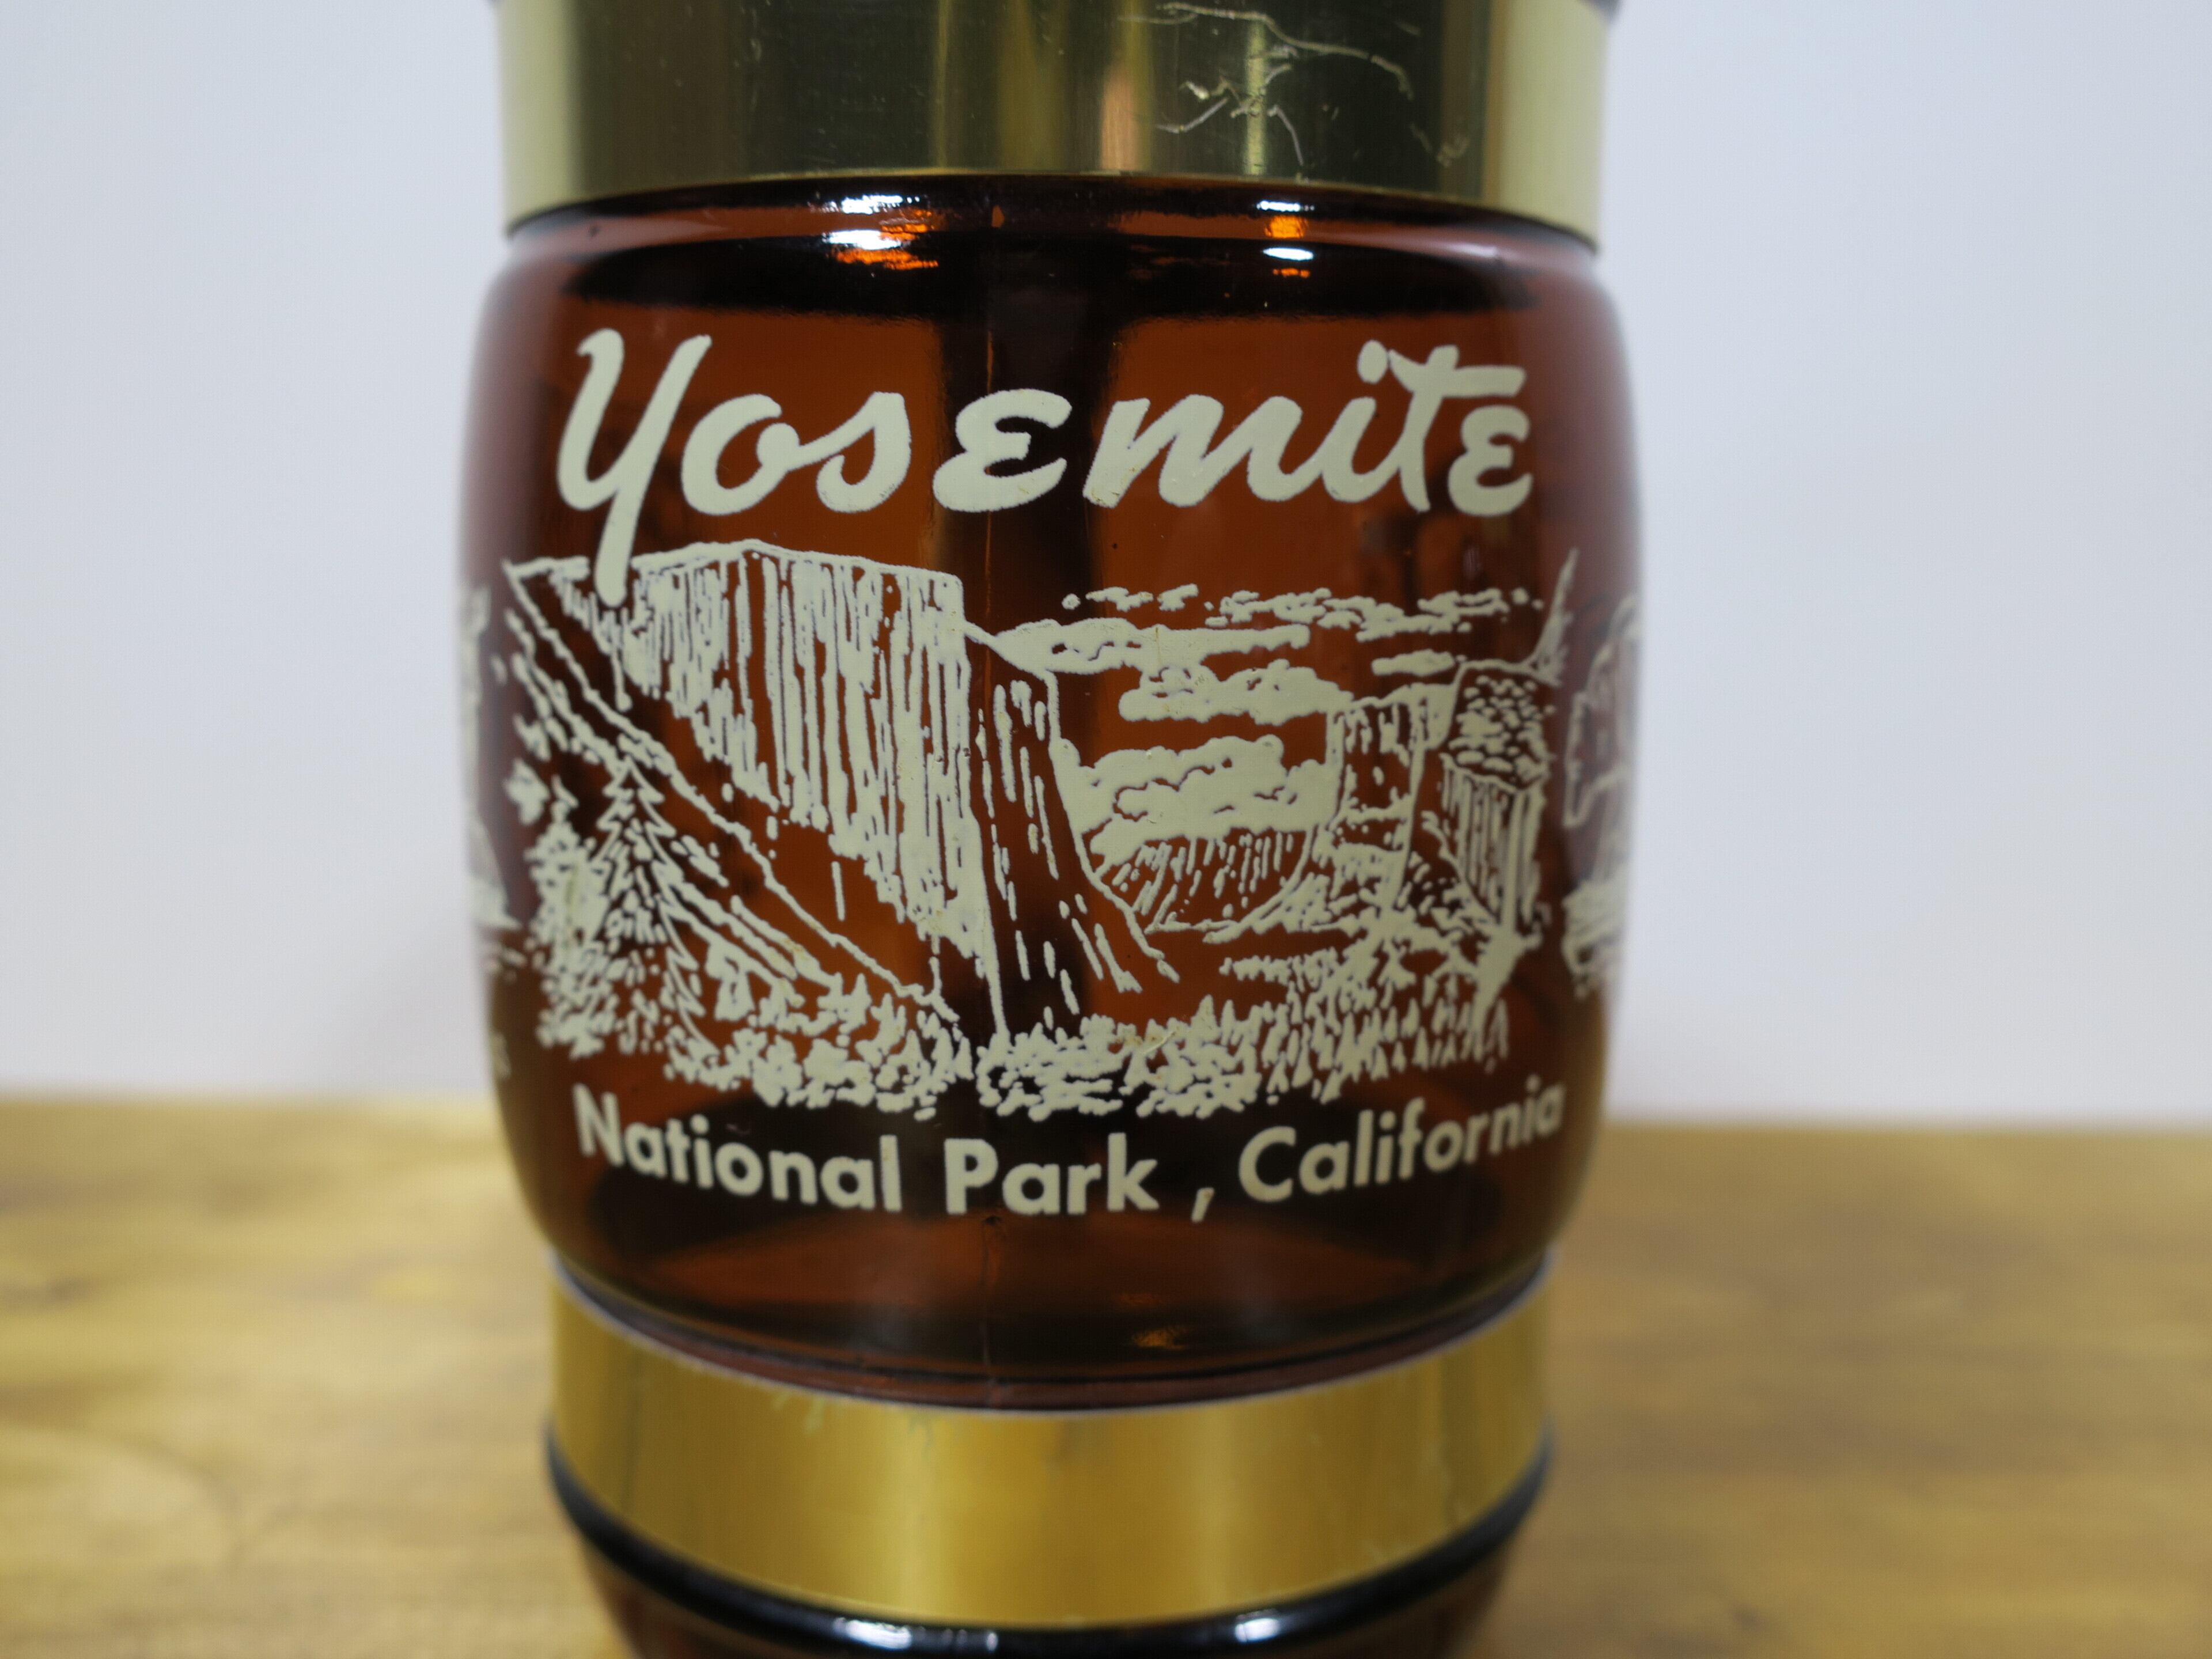 Yosemite
National Park , California